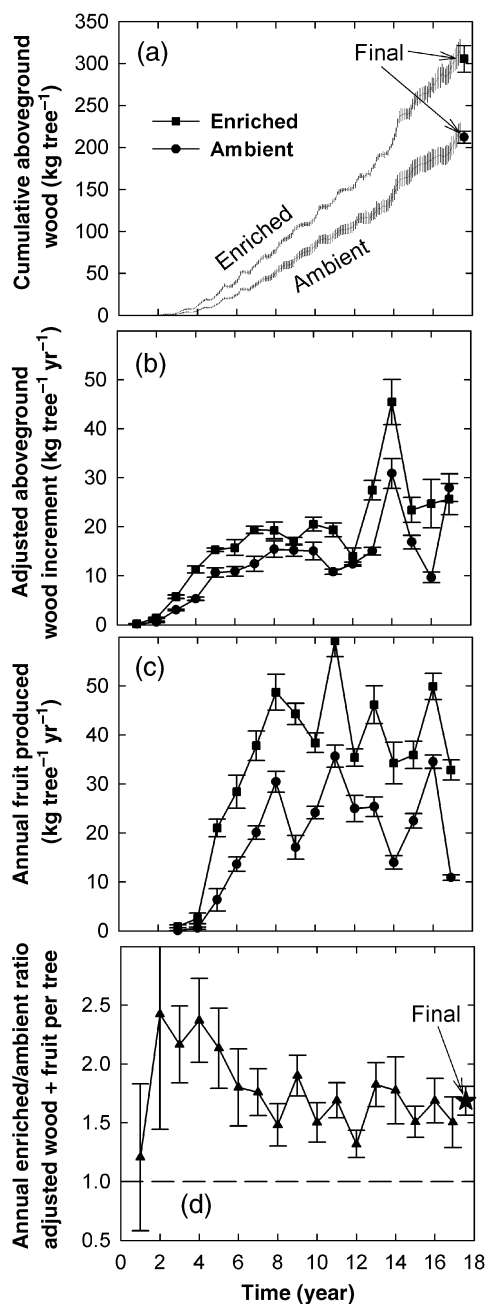 350
300
250
200
150
100
50
0
Cumulative aboveground
wood (kg tree⁻¹)
(a)
Final
Enriched
Ambient
Enriched
Ambient
50
40
30
20
10
0
Adjusted aboveground
wood increment (kg tree⁻¹ yr⁻¹)
(b)
50
40
30
20
10
0
Annual fruit produced
(kg tree⁻¹ yr⁻¹)
(c)
2.5
2.0
1.5
1.0
0.5
Annual enriched/ambient ratio
adjusted wood + fruit per tree
Final
(d)
0 2 4 6 8 10 12 14 16 18
Time (year)